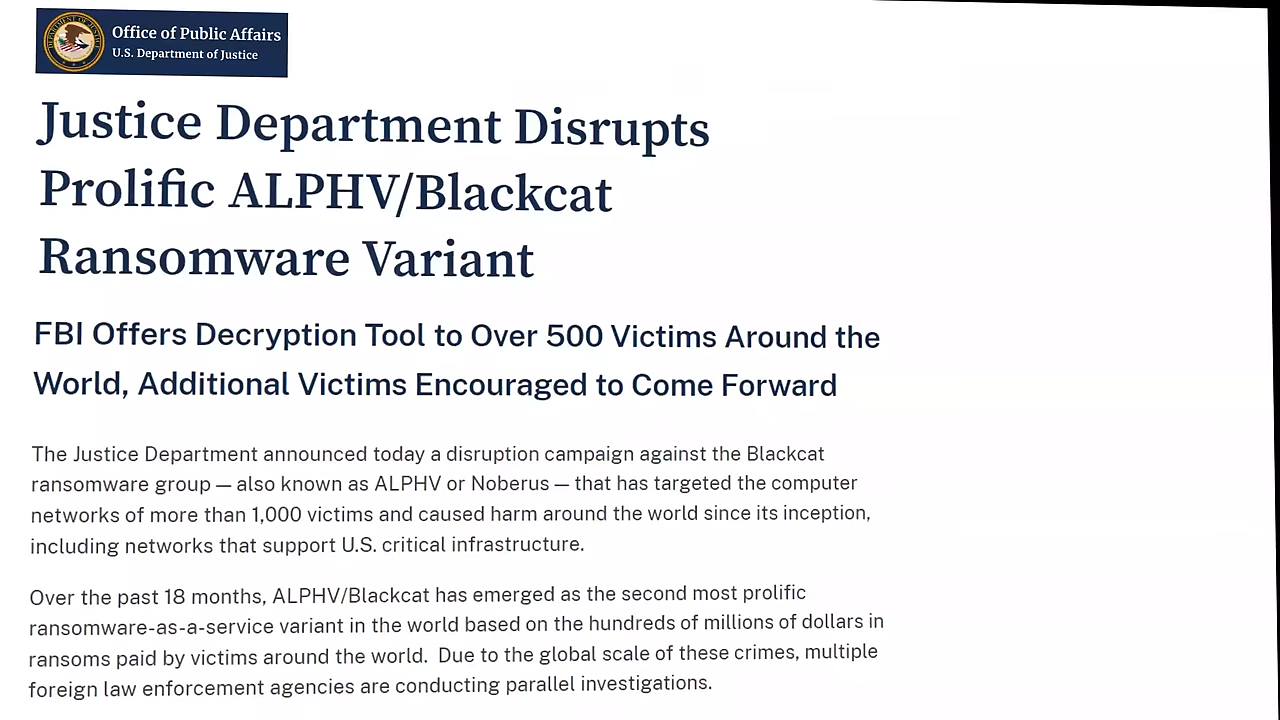 Office of Public Affairs
U.S. Department of Justice
Justice Department Disrupts
Prolific ALPHV/Blackcat
Ransomware Variant
FBI Offers Decryption Tool to Over 500 Victims Around the
World, Additional Victims Encouraged to Come Forward
The Justice Department announced today a disruption campaign against the Blackcat
ransomware group — also known as ALPHV or Noberus — that has targeted the computer
networks of more than 1,000 victims and caused harm around the world since its inception,
including networks that support U.S. critical infrastructure.
Over the past 18 months, ALPHV/Blackcat has emerged as the second most prolific
ransomware-as-a-service variant in the world based on the hundreds of millions of dollars in
ransoms paid by victims around the world.  Due to the global scale of these crimes, multiple
foreign law enforcement agencies are conducting parallel investigations.